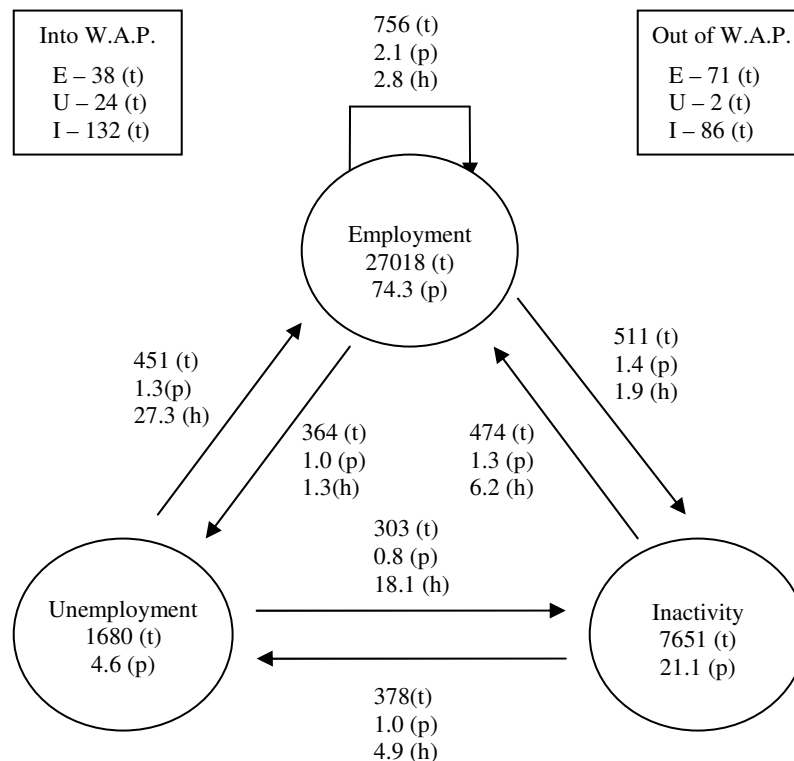 Into W.A.P.
E – 38 (t)
U – 24 (t)
I – 132 (t)
756 (t)
2.1 (p)
2.8 (h)
Out of W.A.P.
E – 71 (t)
U – 2 (t)
I – 86 (t)
Employment
27018 (t)
74.3 (p)
451 (t)
1.3(p)
27.3 (h)
364 (t)
1.0 (p)
1.3(h)
474 (t)
1.3 (p)
6.2 (h)
511 (t)
1.4 (p)
1.9 (h)
Unemployment
1680 (t)
4.6 (p)
303 (t)
0.8 (p)
18.1 (h)
Inactivity
7651 (t)
21.1 (p)
378(t)
1.0 (p)
4.9 (h)